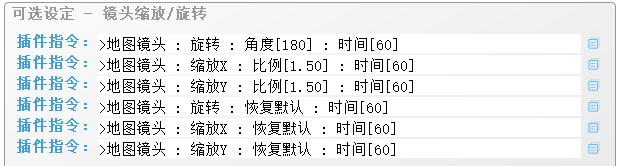 可选设定 - 镜头缩放/旋转
插件指令：>地图镜头 : 旋转 : 角度[180] : 时间[60]
插件指令：>地图镜头 : 缩放X : 比例[1.50] : 时间[60]
插件指令：>地图镜头 : 缩放Y : 比例[1.50] : 时间[60]
插件指令：>地图镜头 : 旋转 : 恢复默认 : 时间[60]
插件指令：>地图镜头 : 缩放X : 恢复默认 : 时间[60]
插件指令：>地图镜头 : 缩放Y : 恢复默认 : 时间[60]